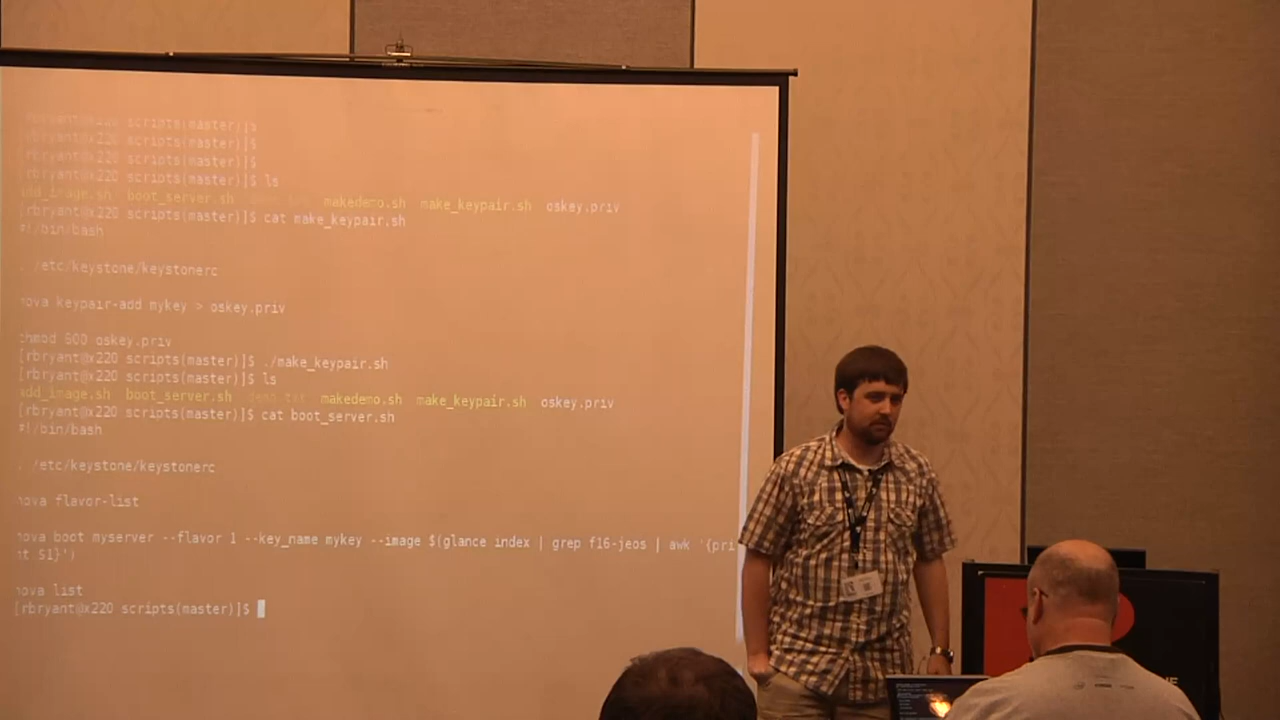 [rbryant@x220 scripts(master)]$
[rbryant@x220 scripts(master)]$
[rbryant@x220 scripts(master)]$
[rbryant@x220 scripts(master)]$ ls
add_image.sh boot_server.sh makedemo.sh make_keypair.sh oskey.priv
[rbryant@x220 scripts(master)]$ cat make_keypair.sh
#!/bin/bash
. /etc/keystone/keystonerc
nova keypair-add mykey > oskey.priv
chmod 600 oskey.priv
[rbryant@x220 scripts(master)]$ ./make_keypair.sh
[rbryant@x220 scripts(master)]$ ls
add_image.sh boot_server.sh demo.txt makedemo.sh make_keypair.sh oskey.priv
[rbryant@x220 scripts(master)]$ cat boot_server.sh
#!/bin/bash
. /etc/keystone/keystonerc
nova flavor-list
nova boot myserver --flavor 1 --key_name mykey --image $(glance index | grep f16-jeos | awk '{pri
nt $1}')
nova list
[rbryant@x220 scripts(master)]$